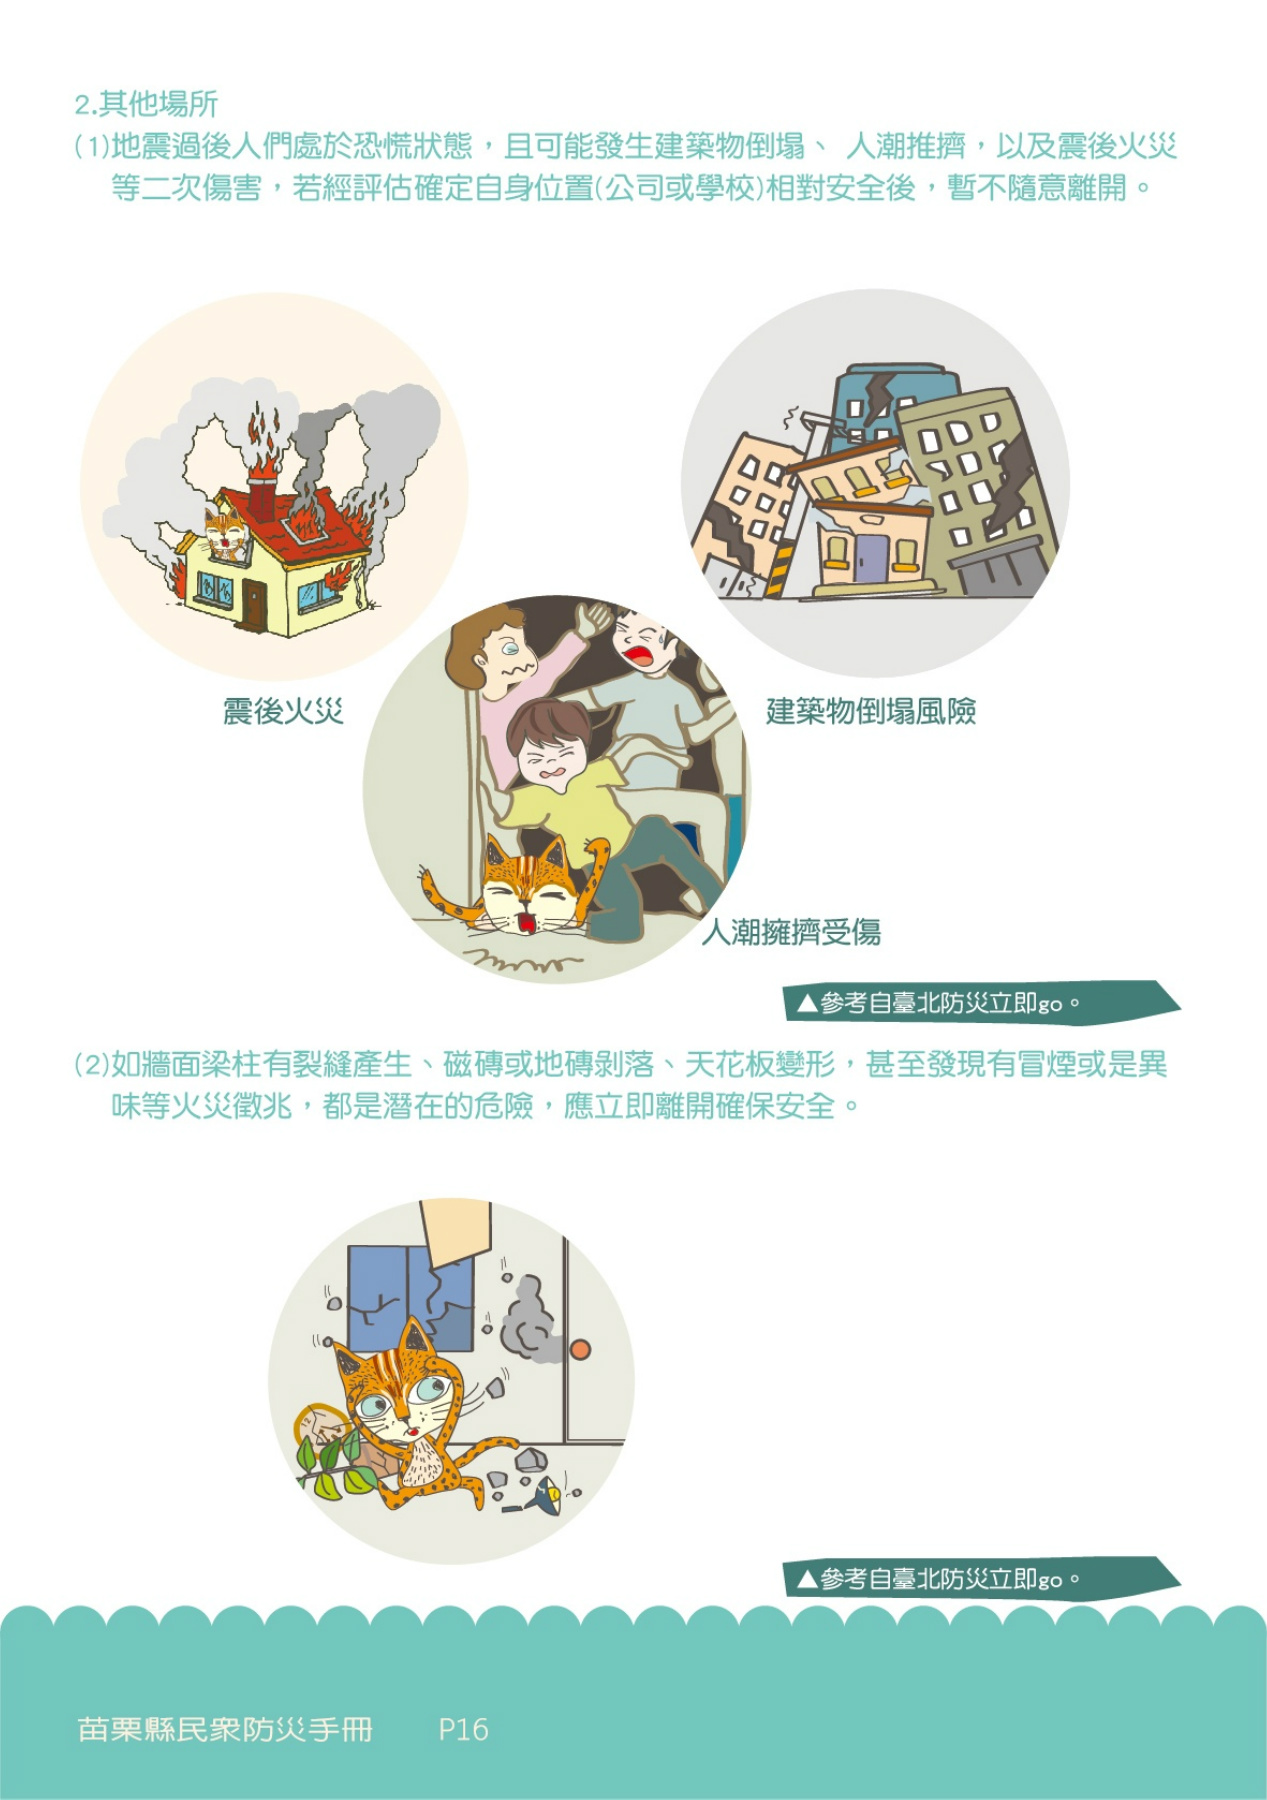 2.其他場所
(1)地震過後人們處於恐慌狀態，且可能發生建築物倒塌、 人潮推擠，以及震後火災
等二次傷害，若經評估確定自身位置(公司或學校)相對安全後，暫不隨意離開。
震後火災
建築物倒塌風險
人潮擁擠受傷
▲參考自臺北防災立即go。
(2)如牆面梁柱有裂縫產生、磁磚或地磚剝落、天花板變形，甚至發現有冒煙或是異
味等火災徵兆，都是潛在的危險，應立即離開確保安全。
12
▲參考自臺北防災立即go。
苗栗縣民眾防災手冊 P16